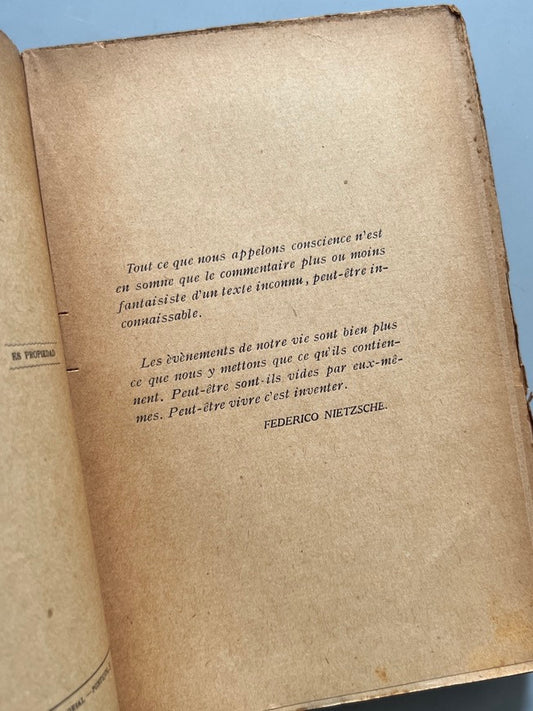 ES PROPIEDAD
Tout ce que nous appelons conscience n'est
en somne que le commentaire plus ou moins
fantaisiste d'un texte inconnu, peut-être in-
connaissable.
Les èvènements de notre vie sont bien plus
ce que nous y mettons que ce qu'ils contien-
nent. Peut-être sont-ils vides par eux-mê-
mes. Peut-être vivre c'est inventer.
FEDERICO NIETZSCHE.